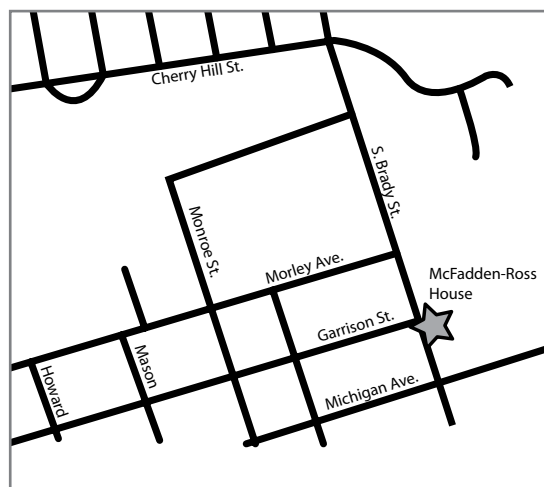 Cherry Hill St.
S. Brady St.
Monroe St.
Morley Ave.
McFadden-Ross
House
Garrison St.
Mason
Howard
Michigan Ave.